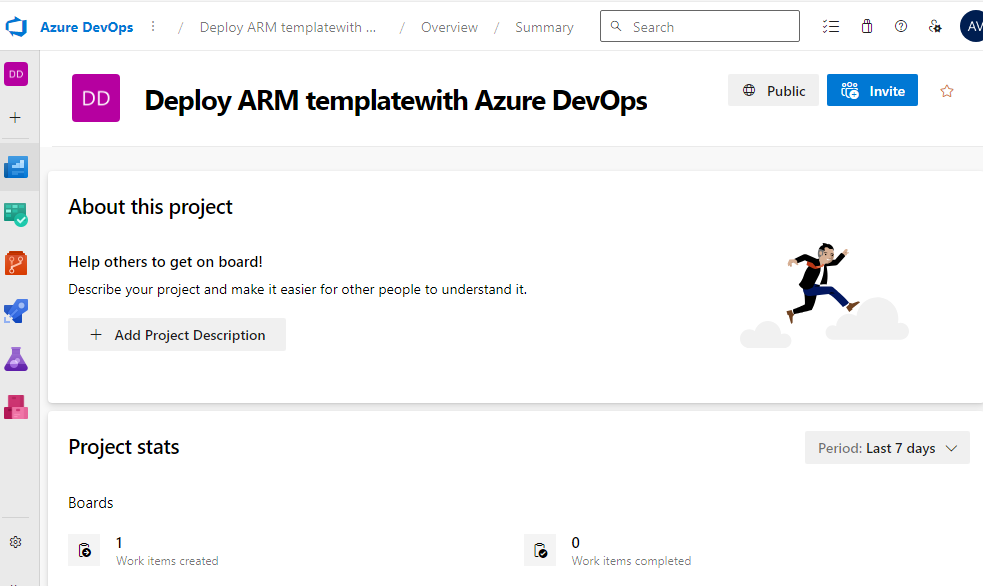 Azure DevOps / Deploy ARM templatewith ... / Overview / Summary Search AV
DD
DD Deploy ARM templatewith Azure DevOps Public Invite
About this project
Help others to get on board!
Describe your project and make it easier for other people to understand it.
+ Add Project Description
Project stats Period: Last 7 days
Boards
1 0
Work items created Work items completed